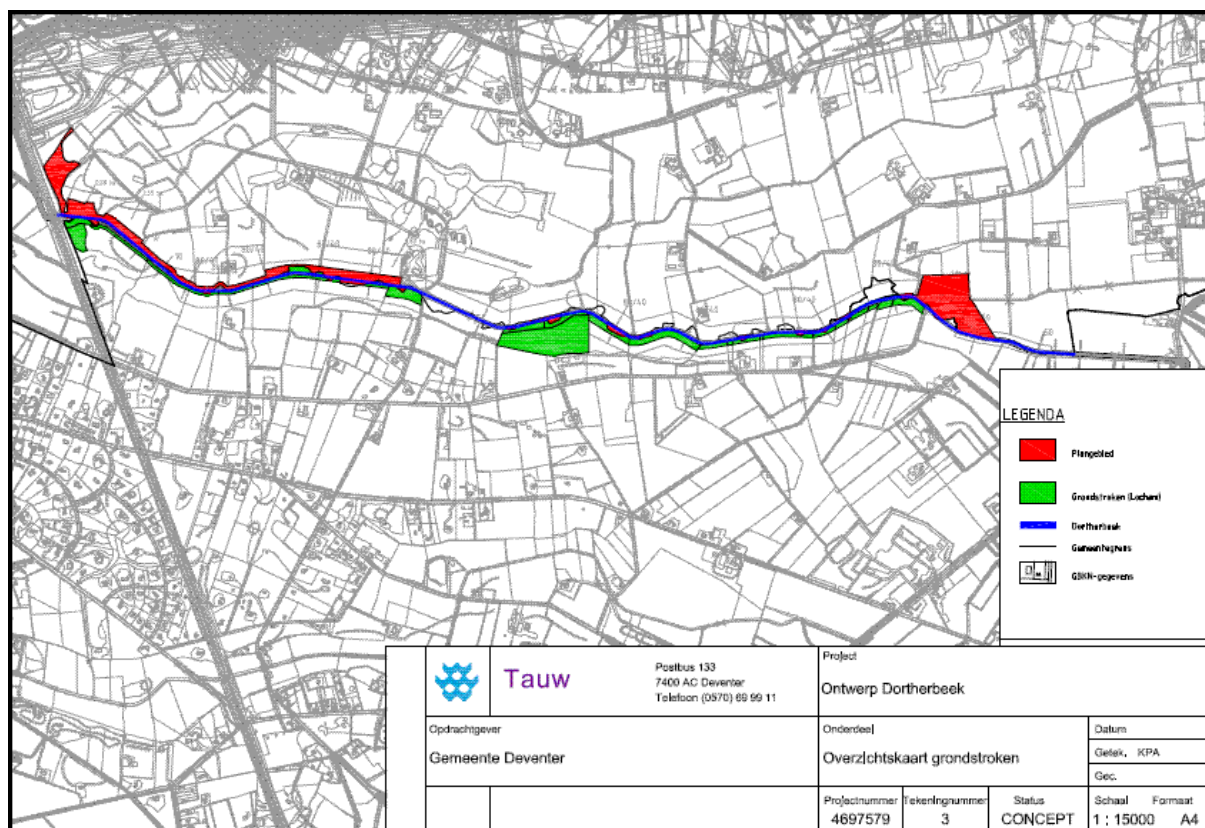 LEGENDA
Plangebied
Grondstroken (Lochem)
Dortherbeek
Gemeentegrens
GBKN-gegevens
Tauw
Postbus 133
7400 AC Deventer
Telefoon (0570) 69 99 11
Project
Ontwerp Dortherbeek
Opdrachtgever
Gemeente Deventer
Onderdeel
Overzichtskaart grondstroken
Datum
Getek. KPA
Gec.
Projectnummer
4697579
Tekeningnummer
3
Status
CONCEPT
Schaal
1 : 15000
Formaat
A4